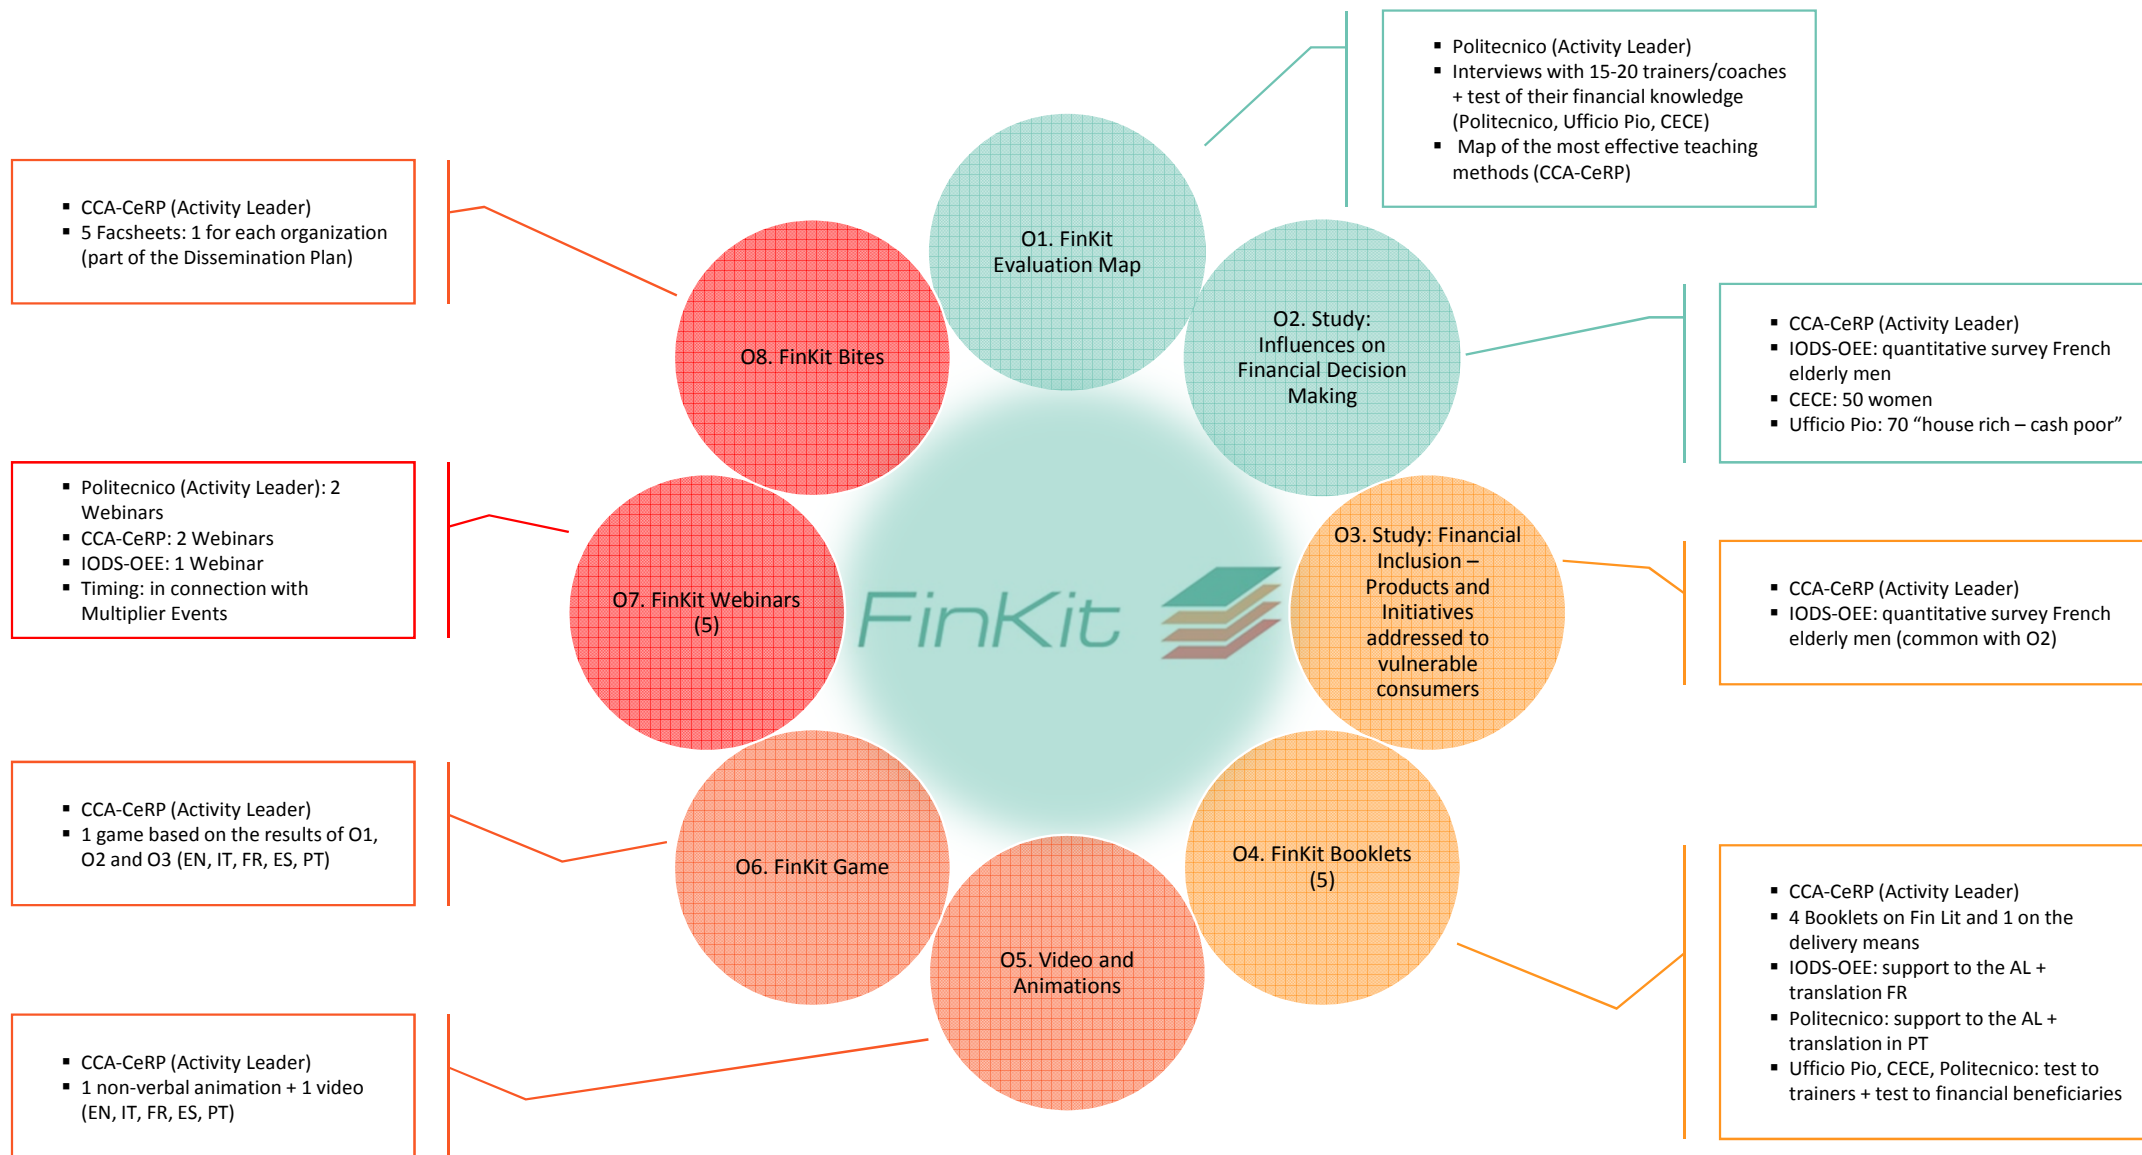 ▪ Politecnico (Activity Leader)
▪ Interviews with 15-20 trainers/coaches
+ test of their financial knowledge
(Politecnico, Ufficio Pio, CECE)
▪ Map of the most effective teaching
methods (CCA-CeRP)
▪ CCA-CeRP (Activity Leader)
▪ 5 Facsheets: 1 for each organization
(part of the Dissemination Plan)
O1. FinKit
Evaluation Map
O8. FinKit Bites
O2. Study:
Influences on
Financial Decision
Making
▪ CCA-CeRP (Activity Leader)
▪ IODS-OEE: quantitative survey French
elderly men
▪ CECE: 50 women
▪ Ufficio Pio: 70 “house rich – cash poor”
▪ Politecnico (Activity Leader): 2
Webinars
▪ CCA-CeRP: 2 Webinars
▪ IODS-OEE: 1 Webinar
▪ Timing: in connection with
Multiplier Events
O7. FinKit Webinars
(5)
FinKit
O3. Study: Financial
Inclusion –
Products and
Initiatives
addressed to
vulnerable
consumers
▪ CCA-CeRP (Activity Leader)
▪ IODS-OEE: quantitative survey French
elderly men (common with O2)
▪ CCA-CeRP (Activity Leader)
▪ 1 game based on the results of O1,
O2 and O3 (EN, IT, FR, ES, PT)
O6. FinKit Game
O4. FinKit Booklets
(5)
▪ CCA-CeRP (Activity Leader)
▪ 4 Booklets on Fin Lit and 1 on the
delivery means
▪ IODS-OEE: support to the AL +
translation FR
▪ Politecnico: support to the AL +
translation in PT
▪ Ufficio Pio, CECE, Politecnico: test to
trainers + test to financial beneficiaries
O5. Video and
Animations
▪ CCA-CeRP (Activity Leader)
▪ 1 non-verbal animation + 1 video
(EN, IT, FR, ES, PT)